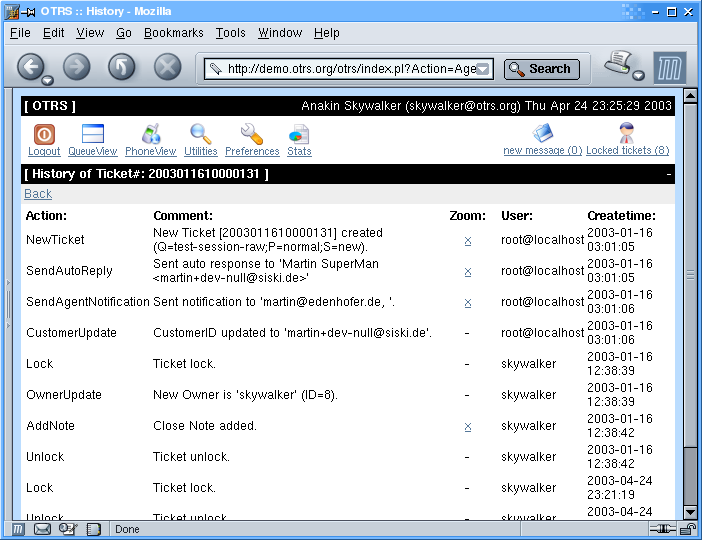 OTRS :: History - Mozilla
File Edit View Go Bookmarks Tools Window Help
http://demo.otrs.org/otrs/index.pl?Action=Age Search
[ OTRS ] Anakin Skywalker (skywalker@otrs.org) Thu Apr 24 23:25:29 2003
Logout QueueView PhoneView Utilities Preferences Stats new message (0) Locked tickets (8)
[ History of Ticket#: 2003011610000131 ] -
Back
Action: Comment: Zoom: User: Createtime:
NewTicket New Ticket [2003011610000131] created (Q=test-session-raw;P=normal;S=new). x root@localhost 2003-01-16 03:01:05
SendAutoReply Sent auto response to 'Martin SuperMan <martin+dev-null@siski.de>' x root@localhost 2003-01-16 03:01:05
SendAgentNotification Sent notification to 'martin@edenhofer.de, '. x root@localhost 2003-01-16 03:01:06
CustomerUpdate CustomerID updated to 'martin+dev-null@siski.de'. - root@localhost 2003-01-16 03:01:06
Lock Ticket lock. - skywalker 2003-01-16 12:38:39
OwnerUpdate New Owner is 'skywalker' (ID=8). - skywalker 2003-01-16 12:38:39
AddNote Close Note added. x skywalker 2003-01-16 12:38:42
Unlock Ticket unlock. - skywalker 2003-01-16 12:38:42
Lock Ticket lock. - skywalker 2003-04-24 23:21:19
Unlock Ticket unlock. - skywalker 2003-04-24
Done